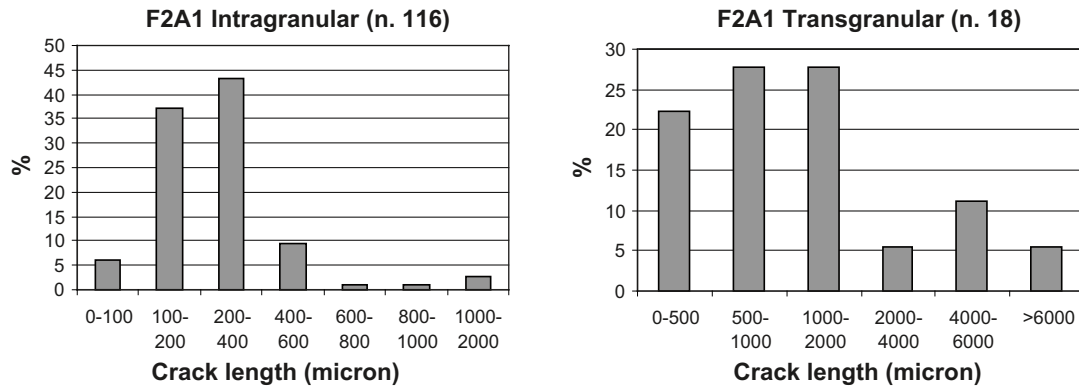 F2A1 Intragranular (n. 116)
50
45
40
35
30
25
20
15
10
5
0
%
0-100 100- 200- 400- 600- 800- 1000-
200 400 600 800 1000 2000
Crack length (micron)
F2A1 Transgranular (n. 18)
30
25
20
15
10
5
0
%
0-500 500- 1000- 2000- 4000- >6000
1000 2000 4000 6000
Crack length (micron)